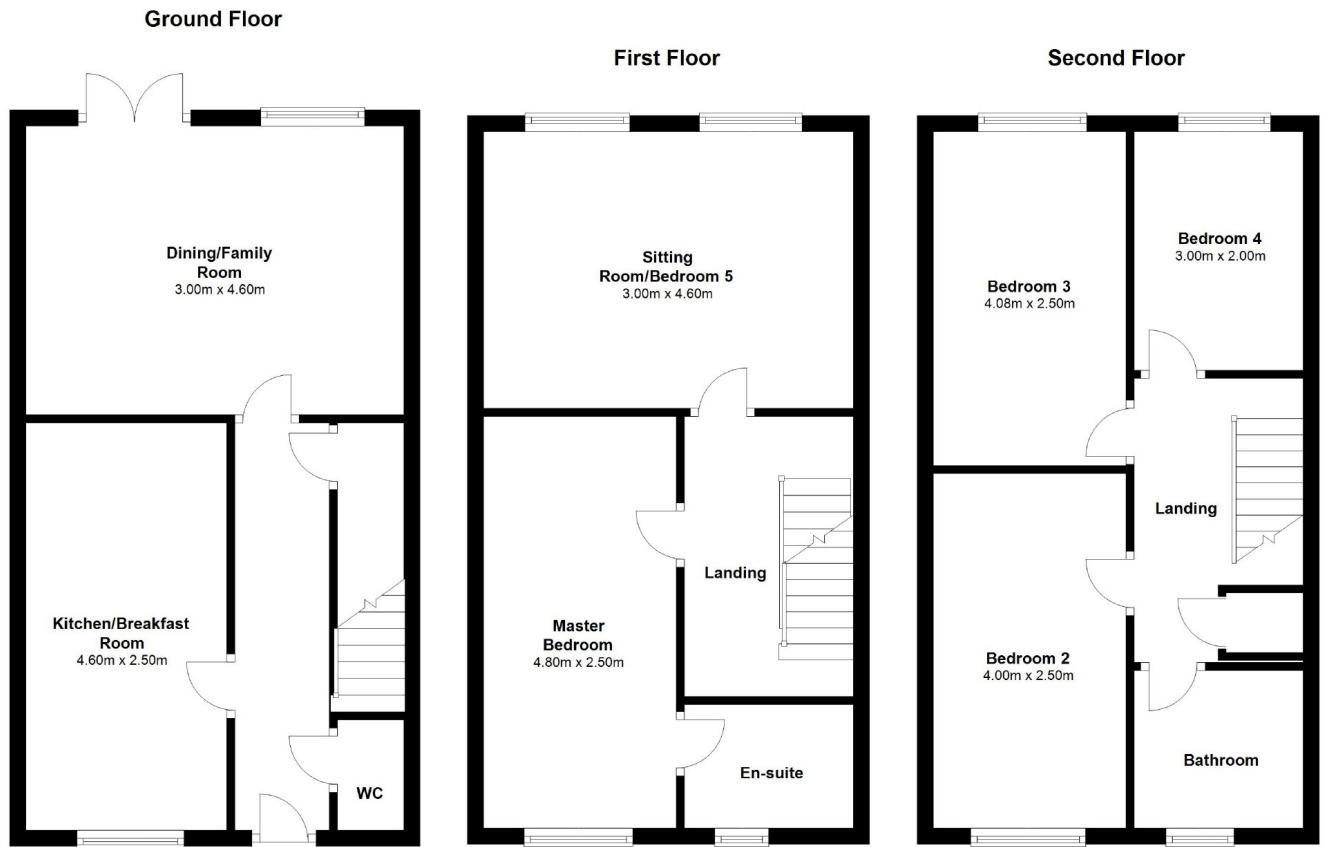 Ground Floor
Dining/Family
Room
3.00m x 4.60m
Kitchen/Breakfast
Room
4.60m x 2.50m
WC
First Floor
Sitting
Room/Bedroom 5
3.00m x 4.60m
Landing
Master
Bedroom
4.80m x 2.50m
En-suite
Second Floor
Bedroom 4
3.00m x 2.00m
Bedroom 3
4.08m x 2.50m
Landing
Bedroom 2
4.00m x 2.50m
Bathroom